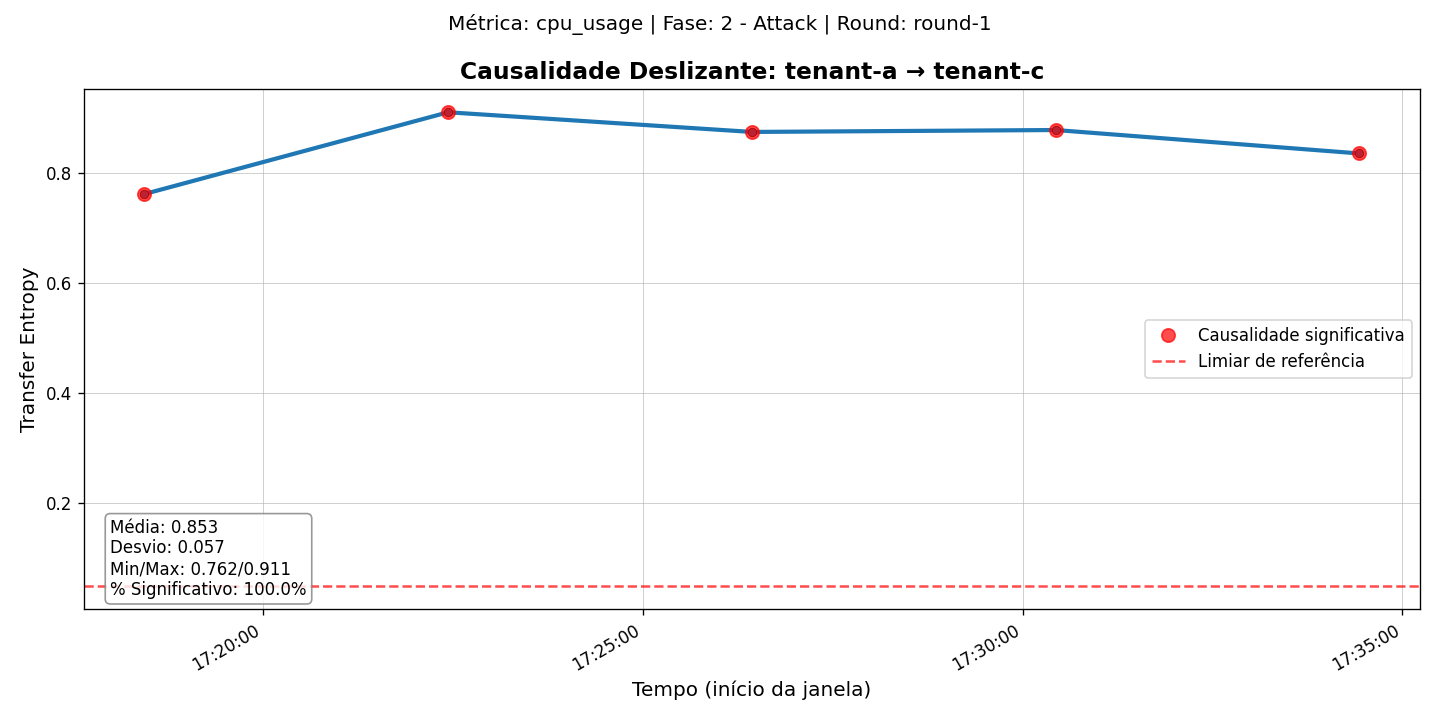 Métrica: cpu_usage | Fase: 2 - Attack | Round: round-1
Causalidade Deslizante: tenant-a → tenant-c
Transfer Entropy
0.8
0.6
0.4
0.2
Causalidade significativa
Limiar de referência
Média: 0.853
Desvio: 0.057
Min/Max: 0.762/0.911
% Significativo: 100.0%
17:20:00
17:25:00
17:30:00
17:35:00
Tempo (início da janela)